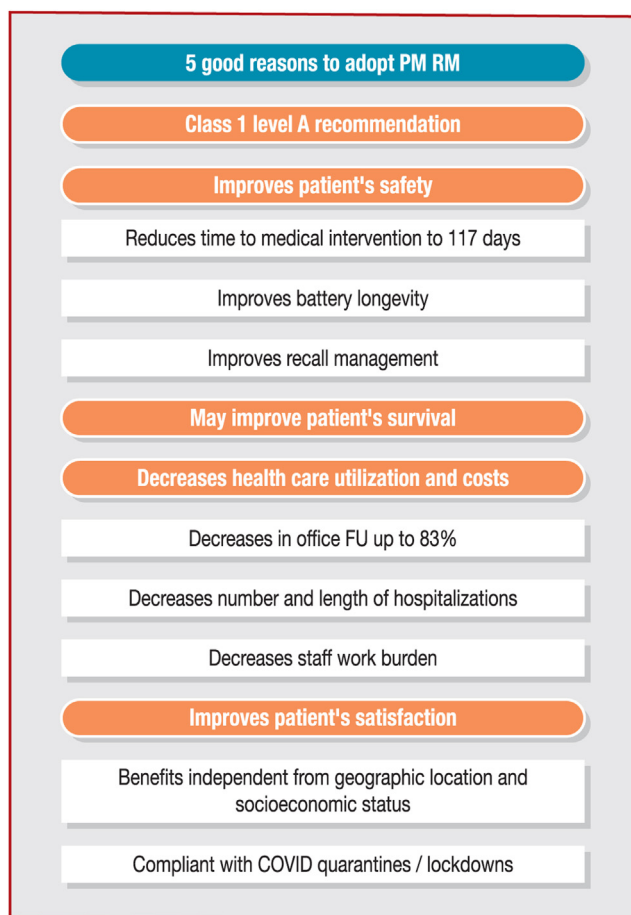 5 good reasons to adopt PM RM
Class 1 level A recommendation
Improves patient's safety
Reduces time to medical intervention to 117 days
Improves battery longevity
Improves recall management
May improve patient's survival
Decreases health care utilization and costs
Decreases in office FU up to 83%
Decreases number and length of hospitalizations
Decreases staff work burden
Improves patient's satisfaction
Benefits independent from geographic location and
socioeconomic status
Compliant with COVID quarantines / lockdowns